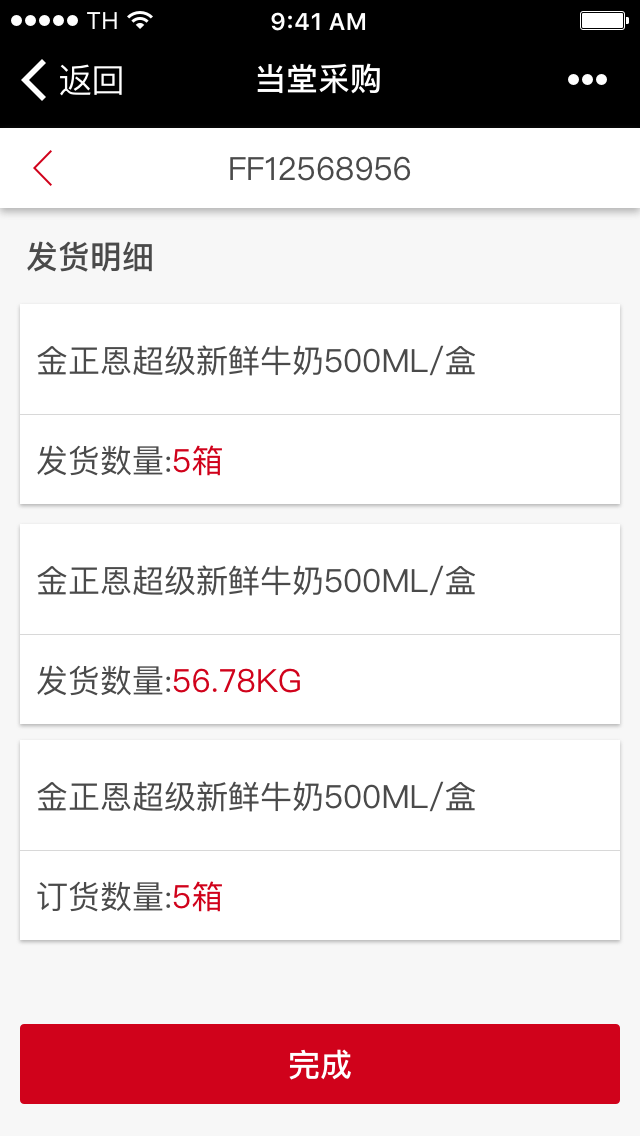 TH 9:41 AM
返回 当堂采购
FF12568956
发货明细
金正恩超级新鲜牛奶500ML/盒
发货数量:5箱
金正恩超级新鲜牛奶500ML/盒
发货数量:56.78KG
金正恩超级新鲜牛奶500ML/盒
订货数量:5箱
完成